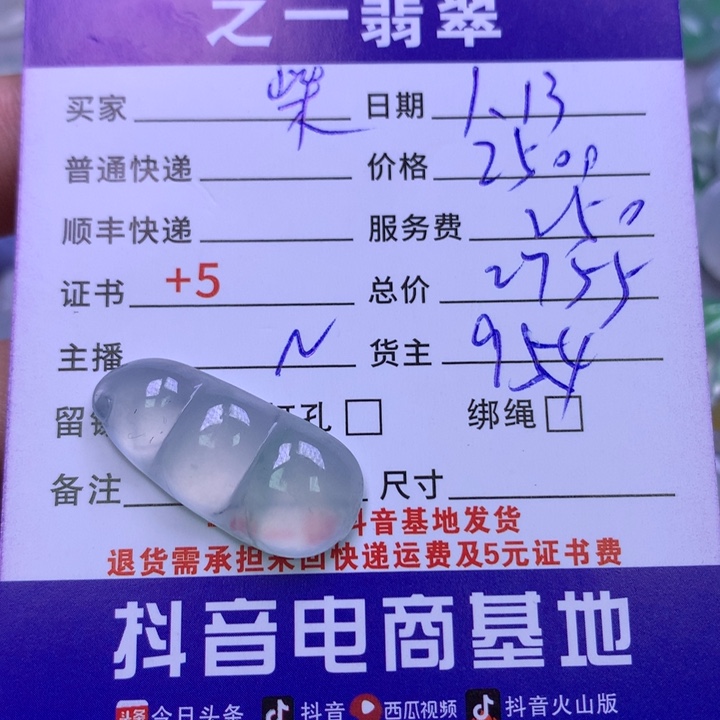 之一翡翠
买家 柴 日期 1.13
普通快递 价格 2500
顺丰快递 服务费 250
证书 +5 总价 2755
主播 N 货主 954
孔 绑绳
备注 尺寸
抖音基地发货
退货需承担来回快递运费及5元证书费
抖音电商基地
头条 今日头条 抖音 西瓜视频 抖音火山版